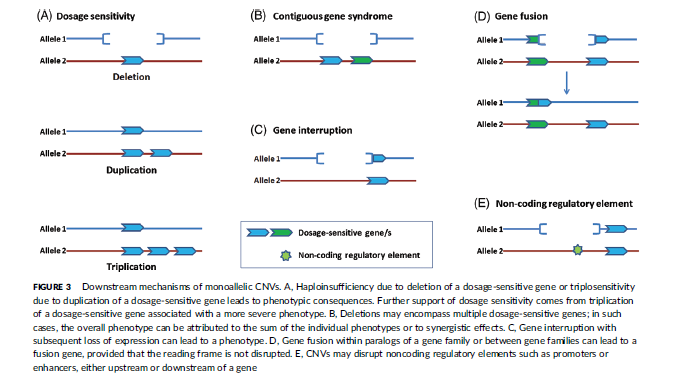 (A) Dosage sensitivity
Allele 1
Allele 2
Deletion
Allele 1
Allele 2
Duplication
Allele 1
Allele 2
Triplication
(B) Contiguous gene syndrome
Allele 1
Allele 2
(C) Gene interruption
Allele 1
Allele 2
Dosage-sensitive gene/s
Non-coding regulatory element
(D) Gene fusion
Allele 1
Allele 2
Allele 1
Allele 2
(E) Non-coding regulatory element
Allele 1
Allele 2
FIGURE 3 Downstream mechanisms of monoallelic CNVs. A, Haploinsufficiency due to deletion of a dosage-sensitive gene or triplosensitivity
due to duplication of a dosage-sensitive gene leads to phenotypic consequences. Further support of dosage sensitivity comes from triplication
of a dosage-sensitive gene associated with a more severe phenotype. B, Deletions may encompass multiple dosage-sensitive genes; in such
cases, the overall phenotype can be attributed to the sum of the individual phenotypes or to synergistic effects. C, Gene interruption with
subsequent loss of expression can lead to a phenotype. D, Gene fusion within paralogs of a gene family or between gene families can lead to a
fusion gene, provided that the reading frame is not disrupted. E, CNVs may disrupt noncoding regulatory elements such as promoters or
enhancers, either upstream or downstream of a gene